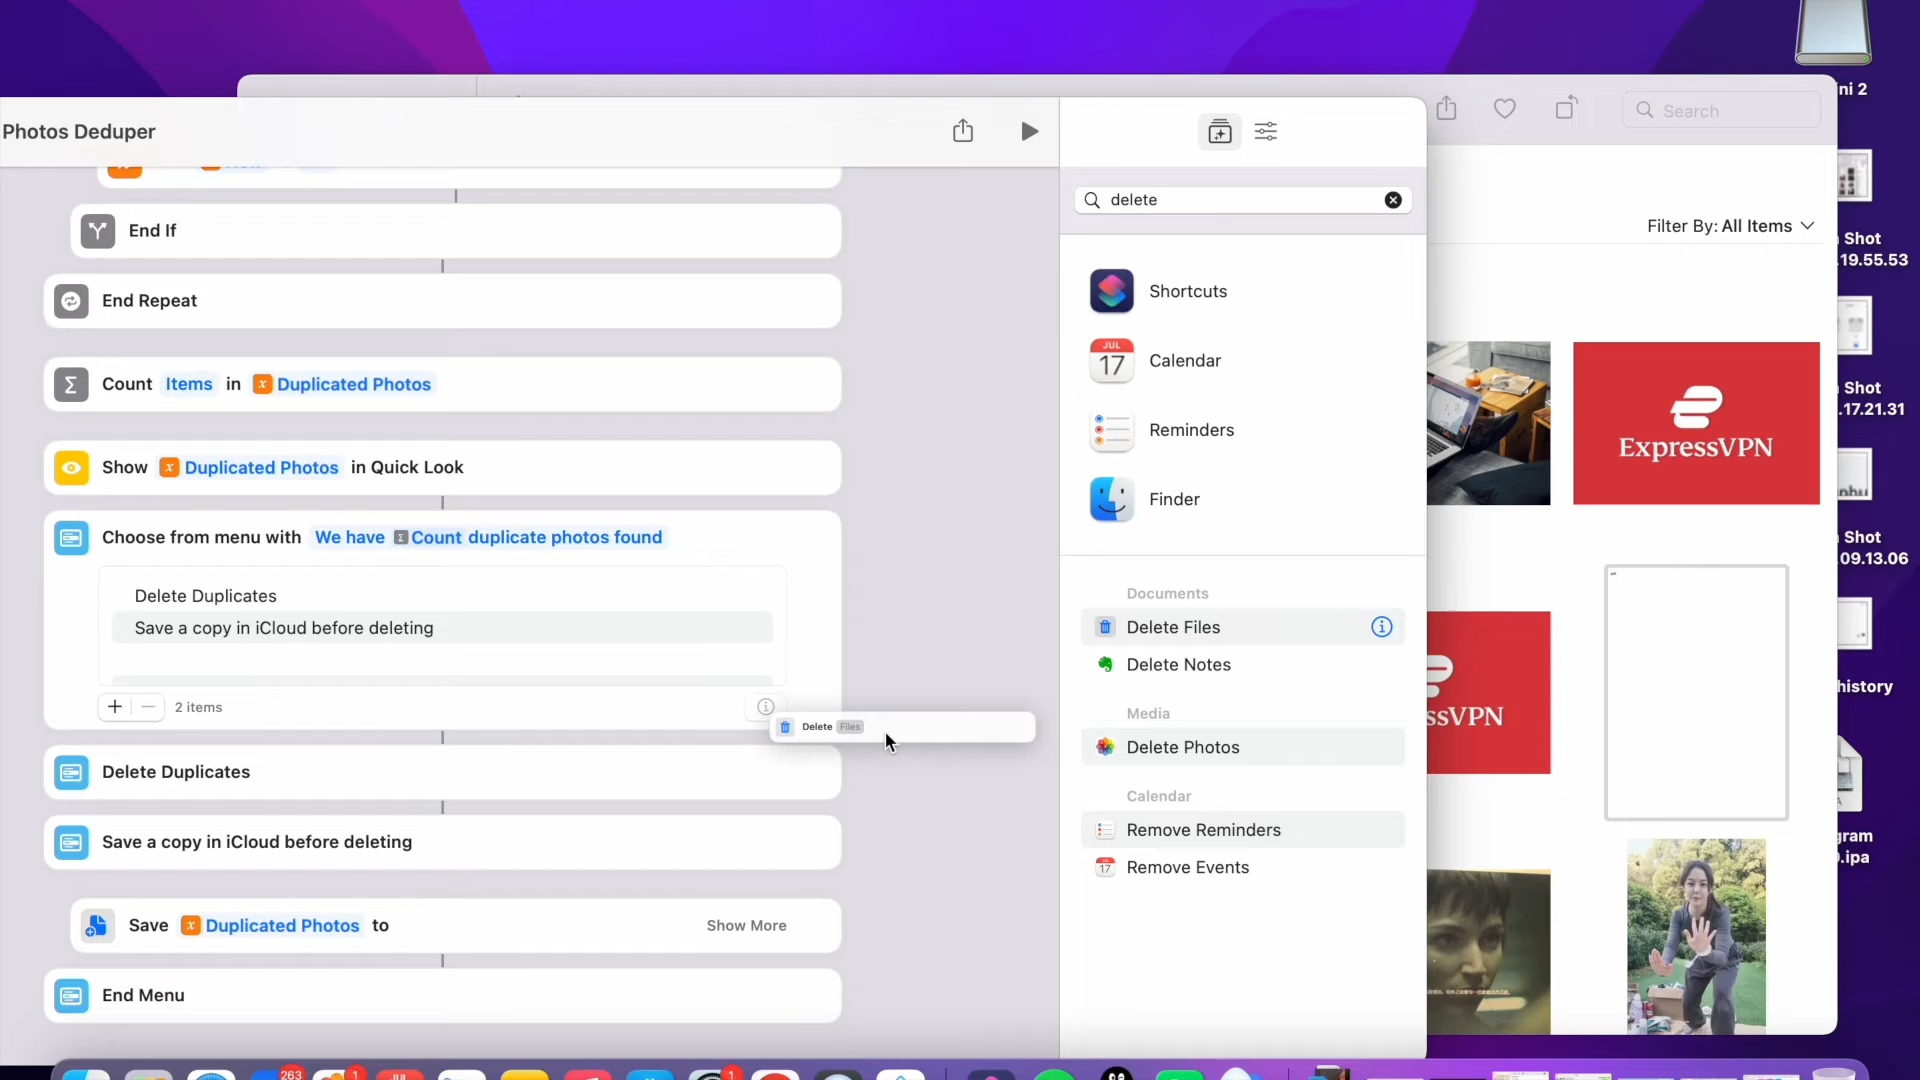 ni 2
Photos Deduper
Search
delete
Filter By: All Items
Shot
.19.55.53
End If
End Repeat
Shortcuts
JUL
17
Calendar
Reminders
Finder
Count Items in Duplicated Photos
Show Duplicated Photos in Quick Look
Choose from menu with We have Count duplicate photos found
Delete Duplicates
Save a copy in iCloud before deleting
2 items
Delete Files
Delete Duplicates
Save a copy in iCloud before deleting
Save Duplicated Photos to
Show More
End Menu
Documents
Delete Files
Delete Notes
Media
Delete Photos
Calendar
Remove Reminders
Remove Events
ExpressVPN
ssVPN
Shot
.17.21.31
Shot
.09.13.06
history
gram
.ipa
263
1
JUL
1